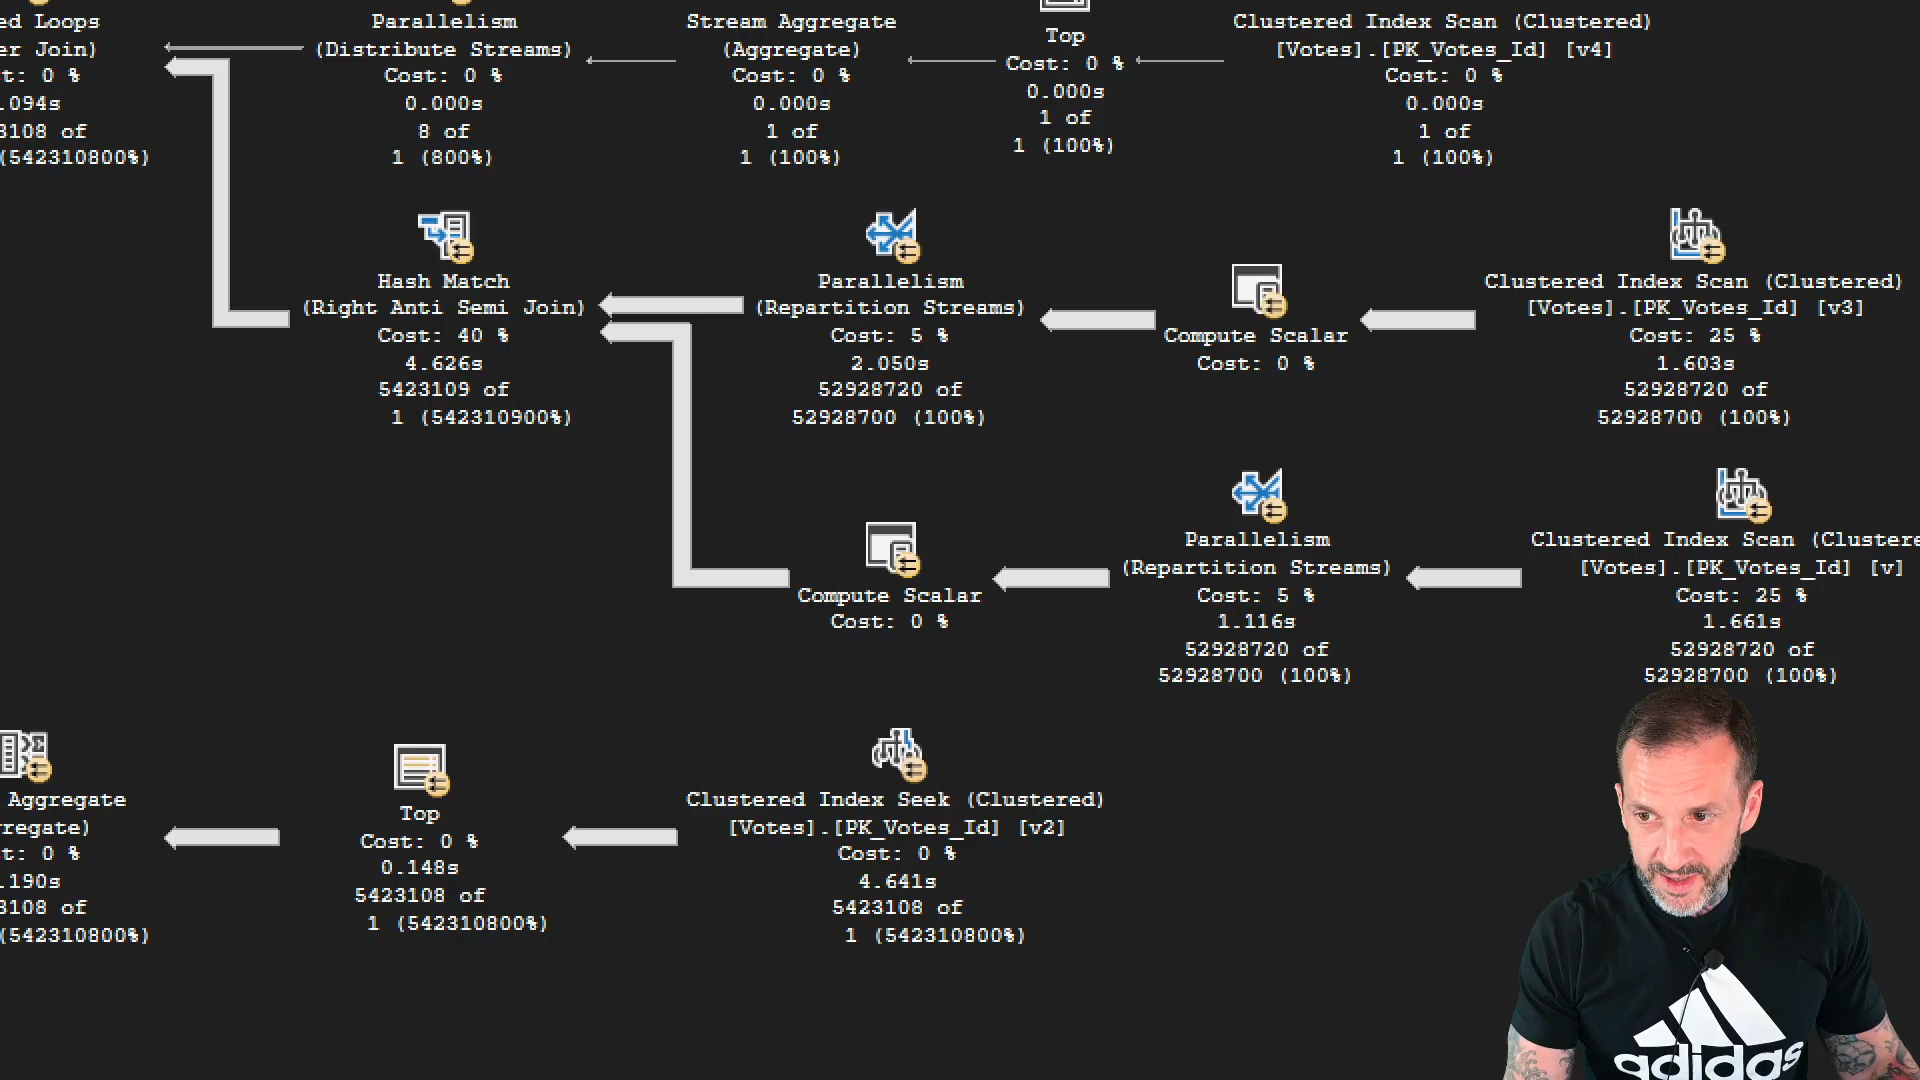 ed Loops
er Join)
t: 0 %
.094s
3108 of
(542310800%)
Parallelism
(Distribute Streams)
Cost: 0 %
0.000s
8 of
1 (800%)
Stream Aggregate
(Aggregate)
Cost: 0 %
0.000s
1 of
1 (100%)
Top
Cost: 0 %
0.000s
1 of
1 (100%)
Clustered Index Scan (Clustered)
[Votes].[PK_Votes_Id] [v4]
Cost: 0 %
0.000s
1 of
1 (100%)
Hash Match
(Right Anti Semi Join)
Cost: 40 %
4.626s
5423109 of
1 (542310900%)
Parallelism
(Repartition Streams)
Cost: 5 %
2.050s
52928720 of
52928700 (100%)
Compute Scalar
Cost: 0 %
Clustered Index Scan (Clustered)
[Votes].[PK_Votes_Id] [v3]
Cost: 25 %
1.603s
52928720 of
52928700 (100%)
Compute Scalar
Cost: 0 %
Parallelism
(Repartition Streams)
Cost: 5 %
1.116s
52928720 of
52928700 (100%)
Clustered Index Scan (Clustere
[Votes].[PK_Votes_Id] [v]
Cost: 25 %
1.661s
52928720 of
52928700 (100%)
Aggregate
regate)
t: 0 %
.190s
3108 of
(542310800%)
Top
Cost: 0 %
0.148s
5423108 of
1 (542310800%)
Clustered Index Seek (Clustered)
[Votes].[PK_Votes_Id] [v2]
Cost: 0 %
4.641s
5423108 of
1 (542310800%)
adidas